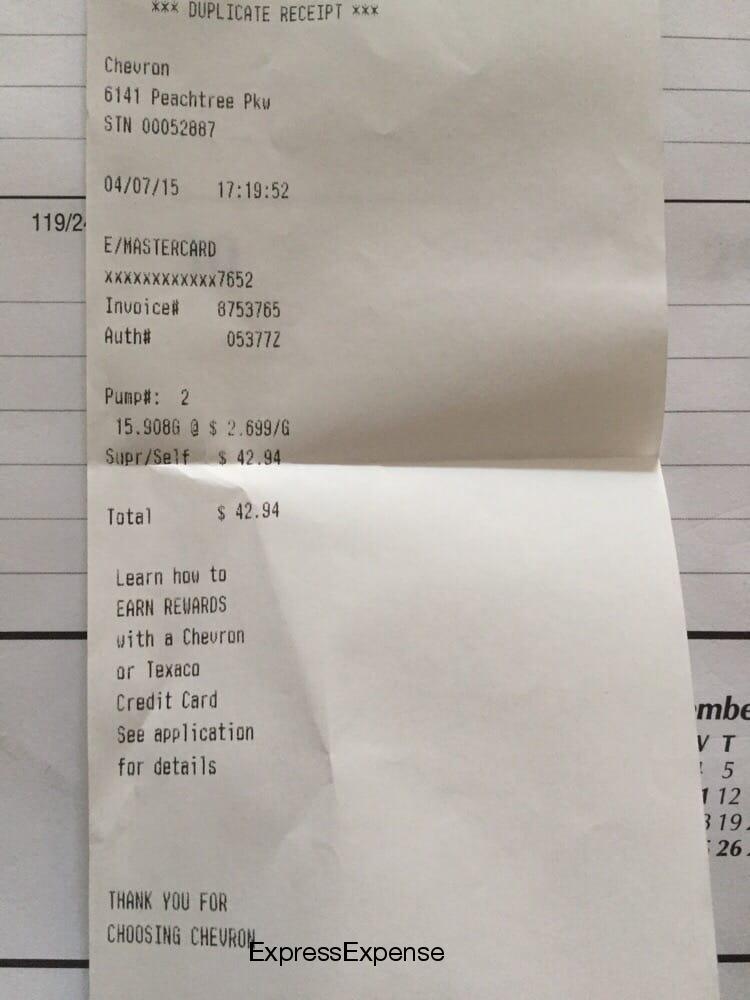 *** DUPLICATE RECEIPT ***
Chevron
6141 Peachtree Pkw
STN 00052887
04/07/15 17:19:52
119/2
E/MASTERCARD
xxxxxxxxxxxx7652
Invoice# 8753765
Auth# 05377Z
Pump#: 2
15.908G @ $ 2.699/G
Supr/Self $ 42.94
Total $ 42.94
Learn how to
EARN REWARDS
with a Chevron
or Texaco
Credit Card
See application
for details
embe
W T
5
12
19
26
THANK YOU FOR
CHOOSING CHEVRON
ExpressExpense